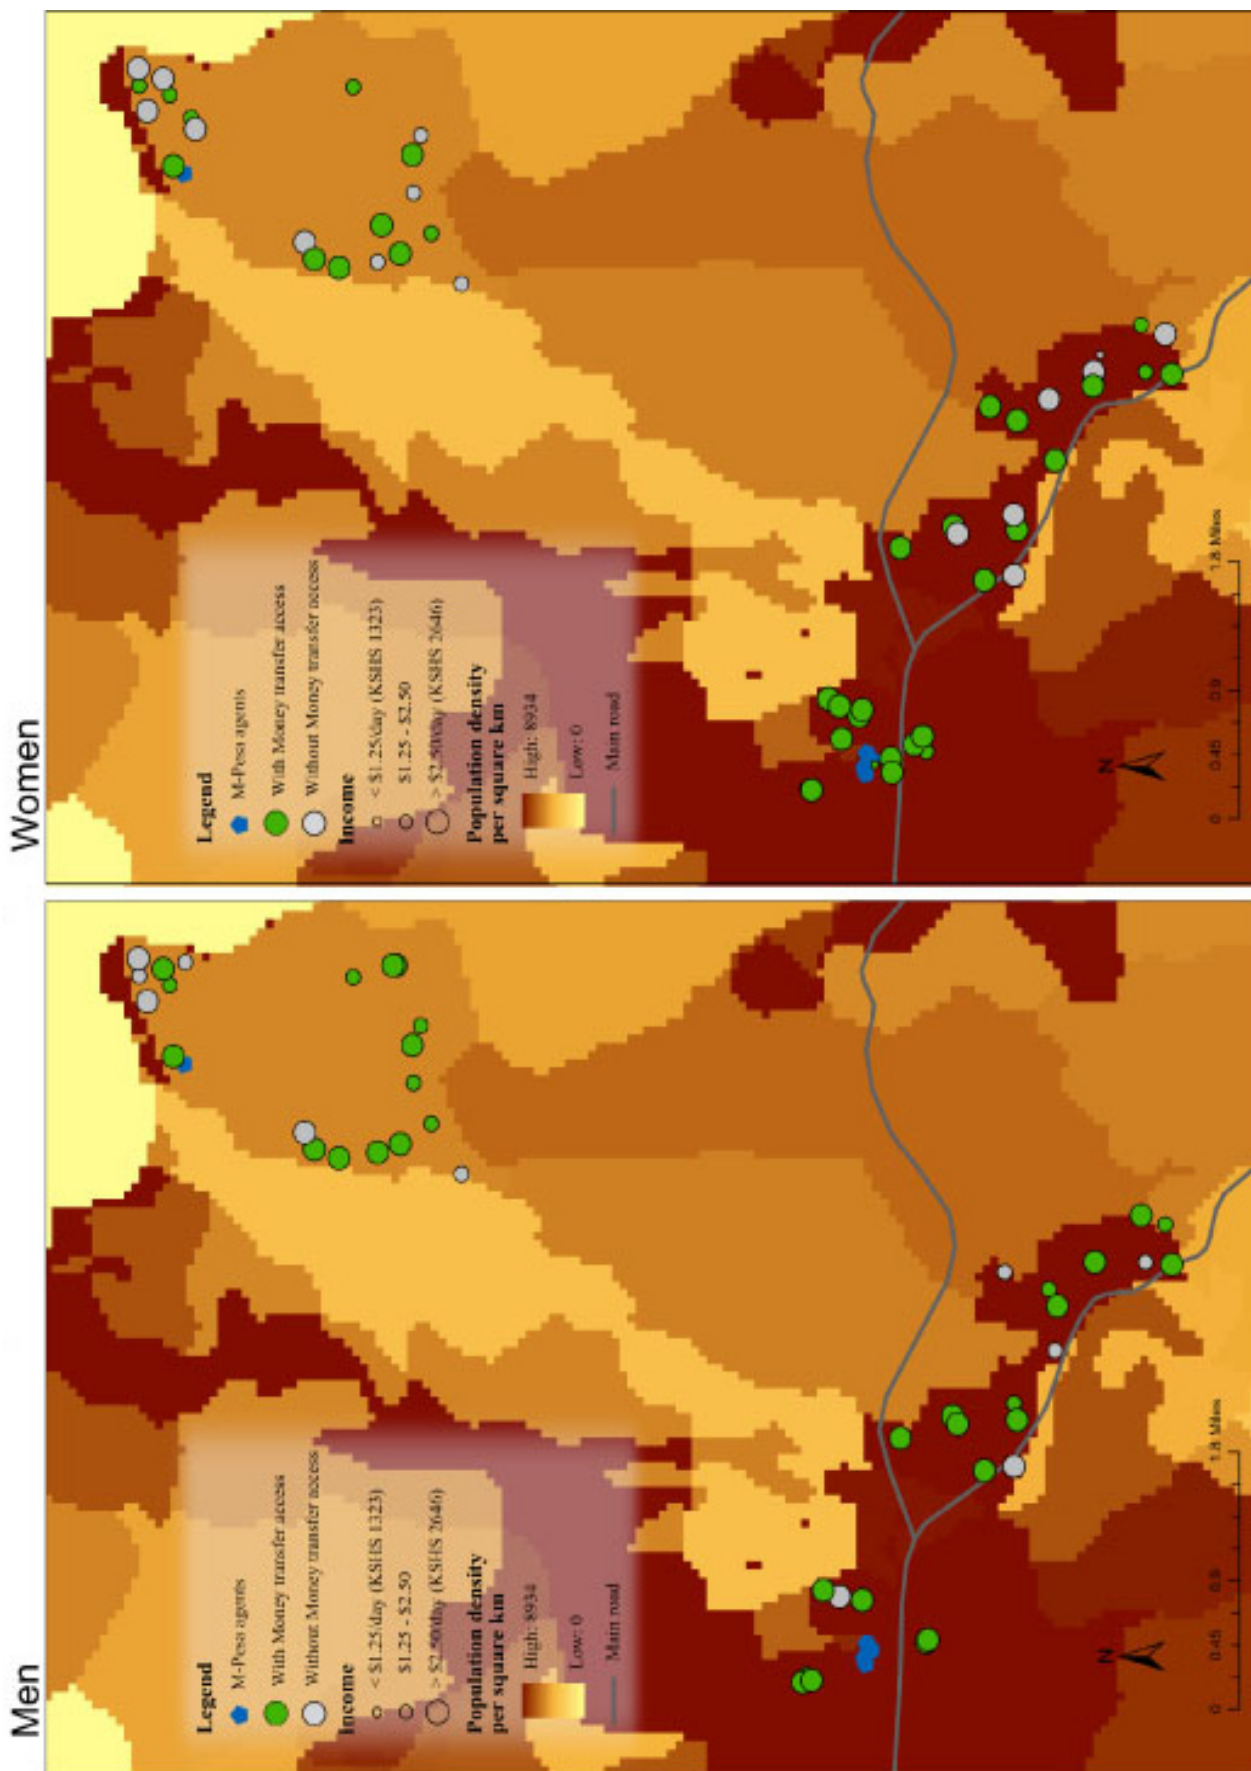 Men
Legend
M-Pesa agents
With Money transfer access
Without Money transfer access
Income
< $1.25/day (KSHS 1323)
$1.25 - $2.50
> $2.50/day (KSHS 2646)
Population density
per square km
High: 8934
Low: 0
Main road
N
0 0.45 0.9 1.8 Miles
Women
Legend
M-Pesa agents
With Money transfer access
Without Money transfer access
Income
< $1.25/day (KSHS 1323)
$1.25 - $2.50
> $2.50/day (KSHS 2646)
Population density
per square km
High: 8934
Low: 0
Main road
N
0 0.45 0.9 1.8 Miles